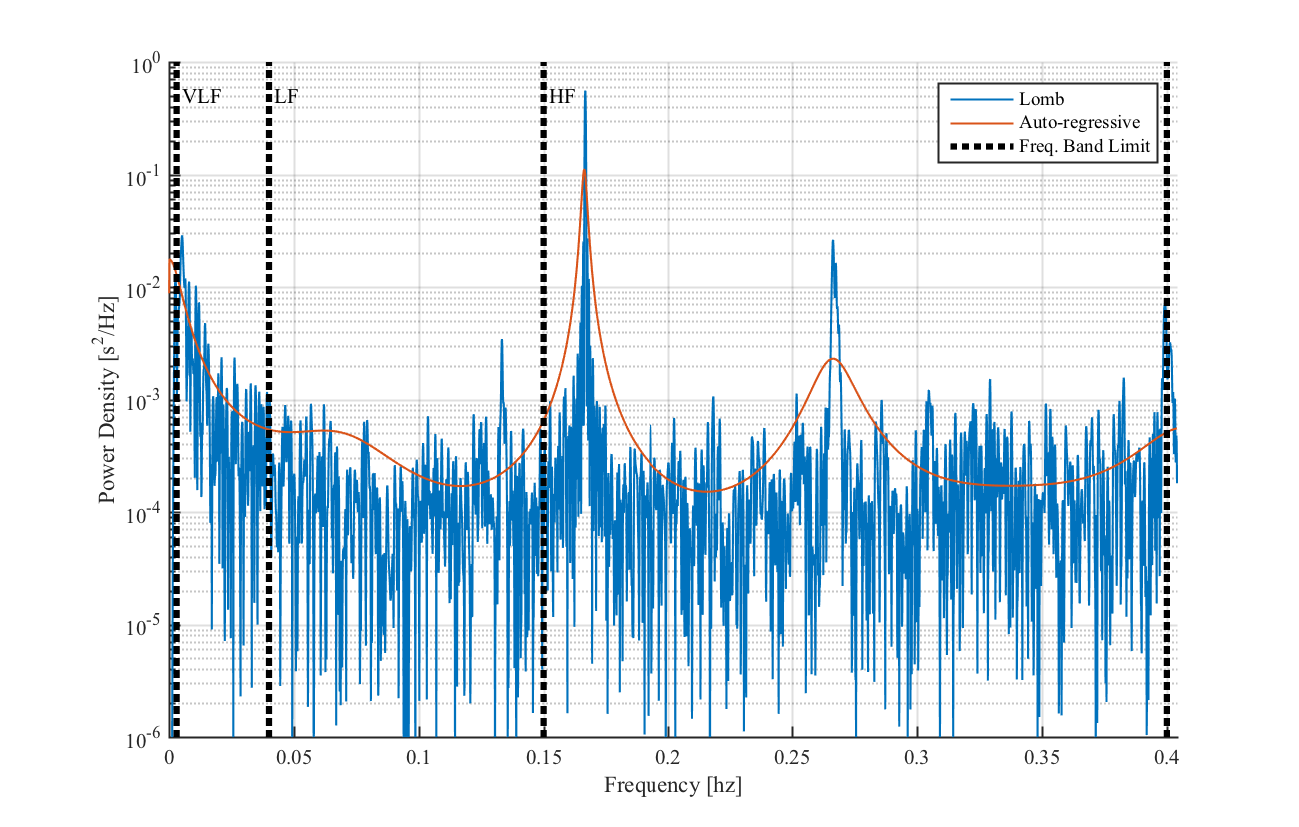 10^0
10^-1
10^-2
10^-3
10^-4
10^-5
10^-6
Power Density [s^2/Hz]
VLF
LF
HF
Lomb
Auto-regressive
Freq. Band Limit
0 0.05 0.1 0.15 0.2 0.25 0.3 0.35 0.4
Frequency [hz]